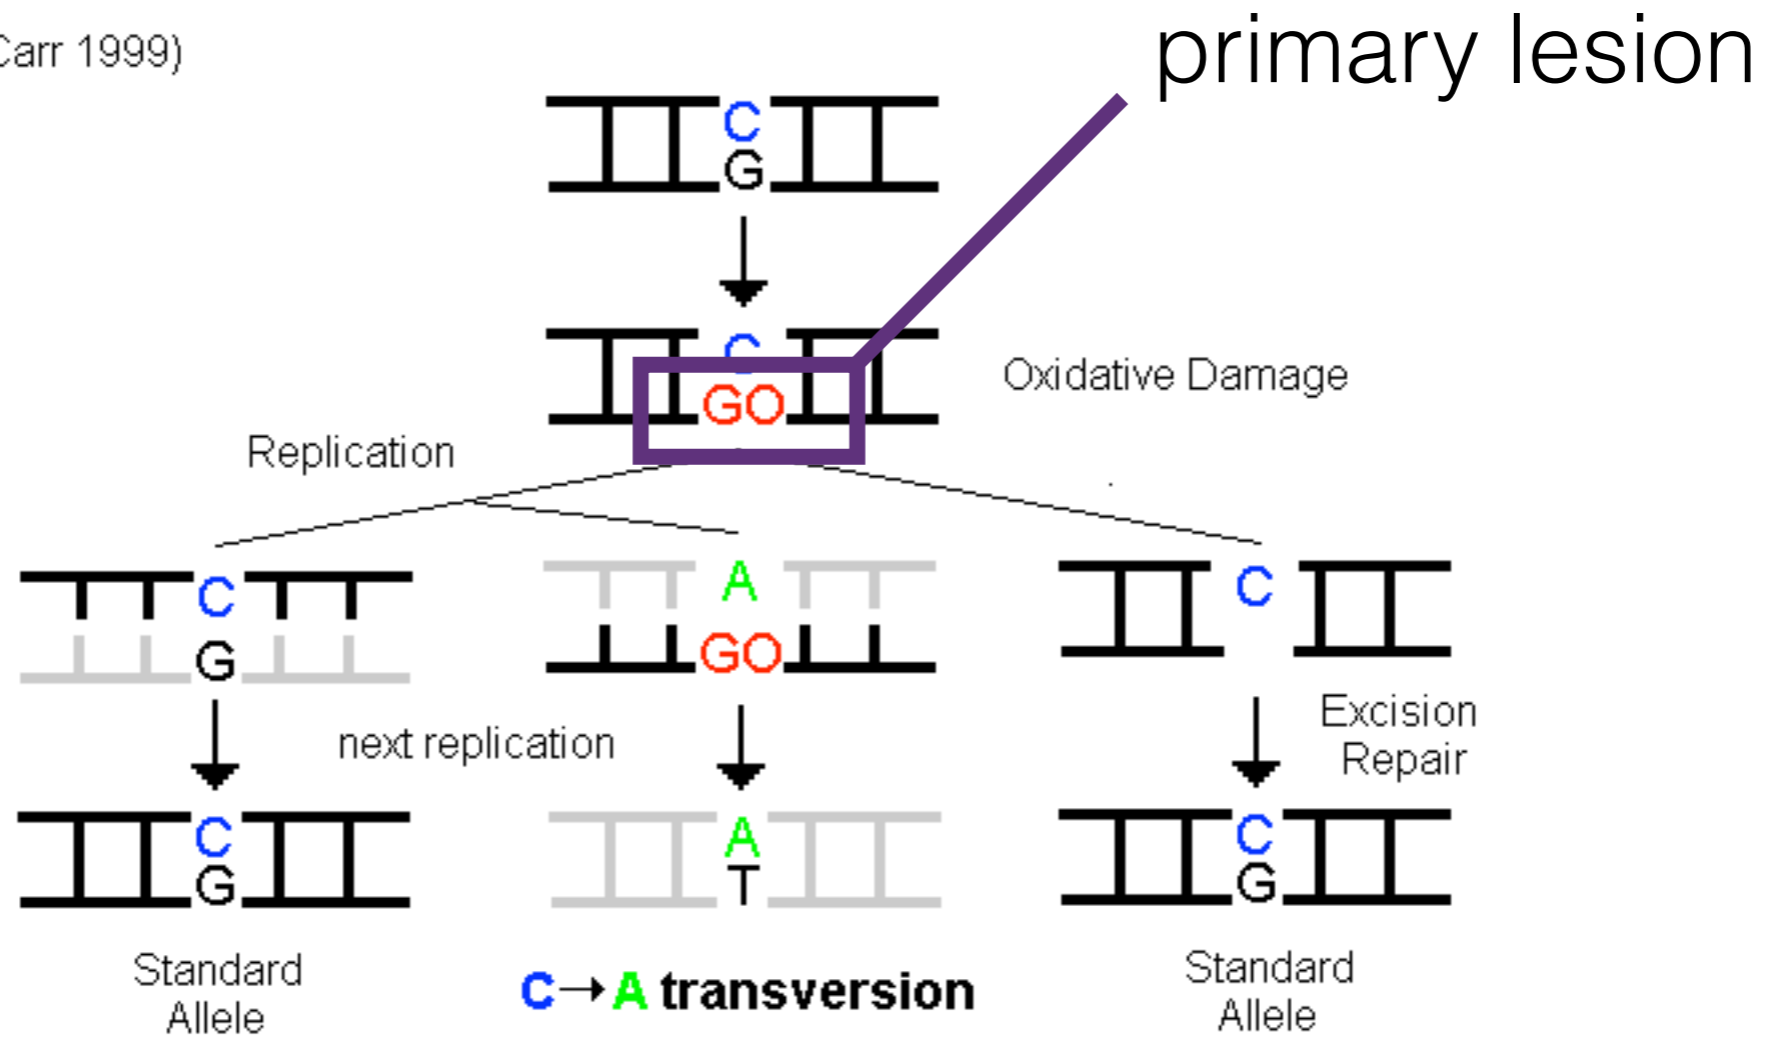 Carr 1999)
primary lesion
C
G
C
GO
Oxidative Damage
Replication
C
G
A
GO
C
next replication
Excision
Repair
C
G
A
T
C
G
Standard
Allele
C→A transversion
Standard
Allele